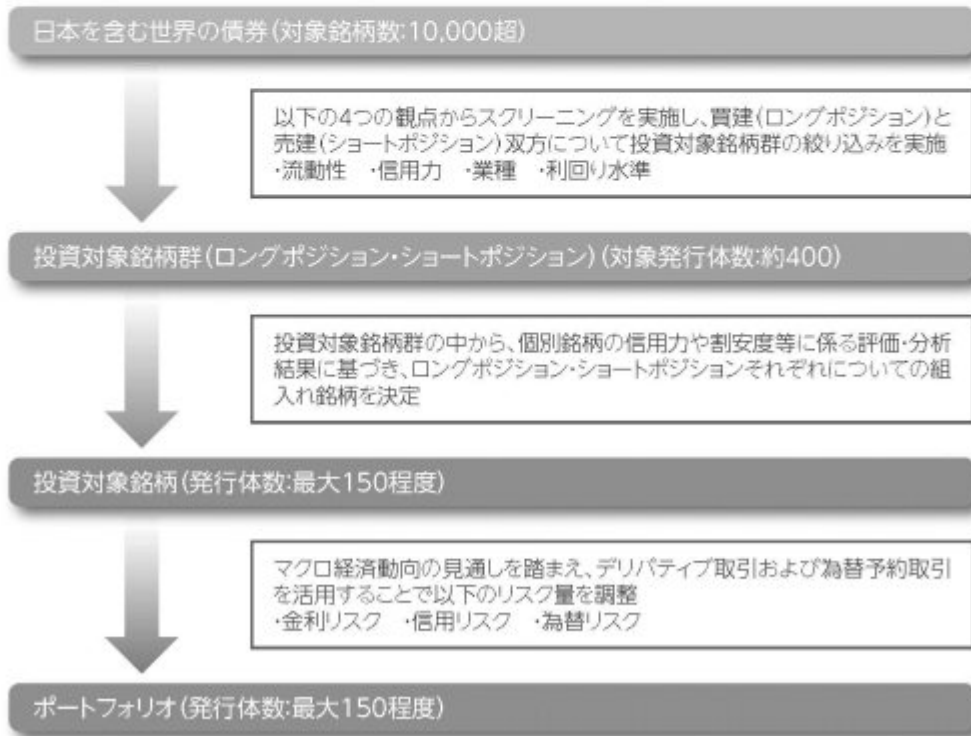 日本を含む世界の債券(対象銘柄数:10,000超)
以下の4つの観点からスクリーニングを実施し、買建(ロングポジション)と
売建(ショートポジション)双方について投資対象銘柄群の絞り込みを実施
・流動性 ・信用力 ・業種 ・利回り水準
投資対象銘柄群(ロングポジション・ショートポジション)(対象発行体数:約400)
投資対象銘柄群の中から、個別銘柄の信用力や割安度等に係る評価・分析
結果に基づき、ロングポジション・ショートポジションそれぞれについての組
入れ銘柄を決定
投資対象銘柄(発行体数:最大150程度)
マクロ経済動向の見通しを踏まえ、デリバティブ取引および為替予約取引
を活用することで以下のリスク量を調整
・金利リスク ・信用リスク ・為替リスク
ポートフォリオ(発行体数:最大150程度)